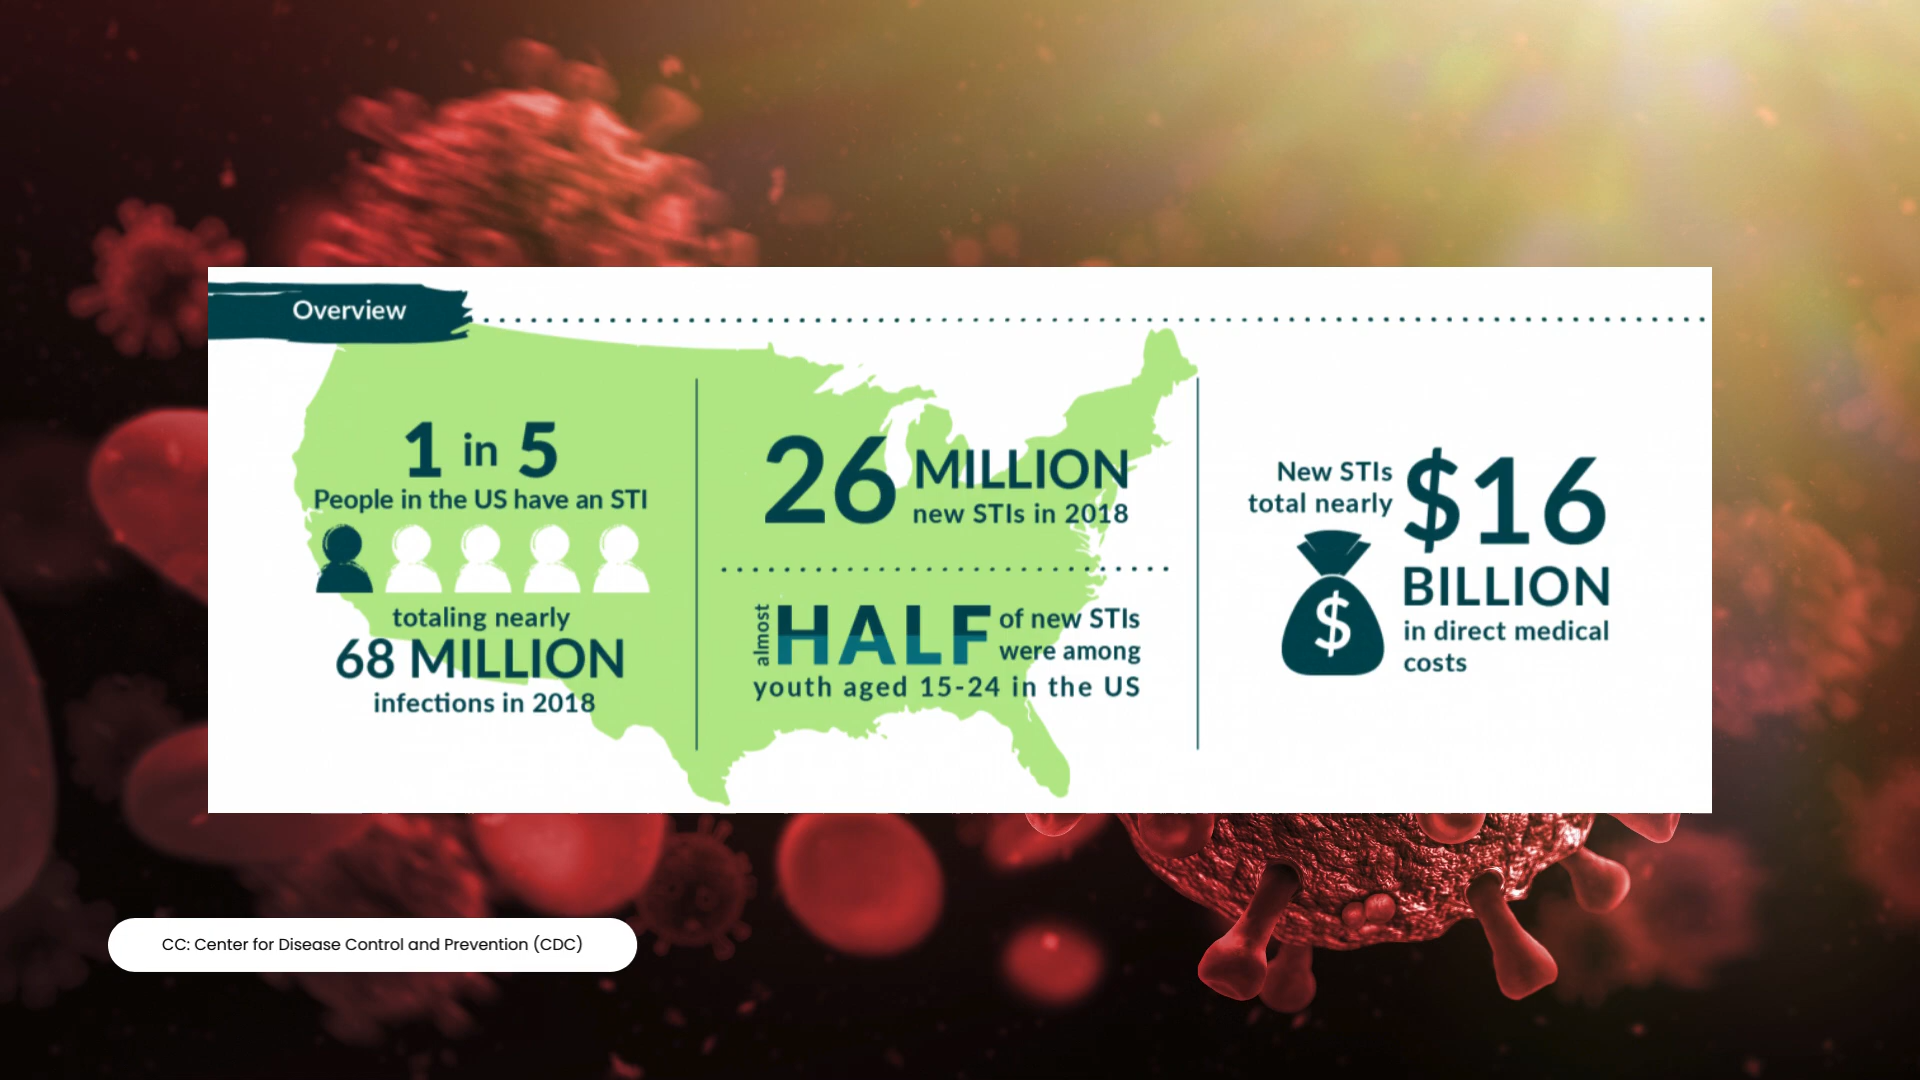 Overview
1 in 5
People in the US have an STI
totaling nearly
68 MILLION
infections in 2018
26 MILLION
new STIs in 2018
almost HALF of new STIs
were among
youth aged 15-24 in the US
New STIs
total nearly
$16
BILLION
$
in direct medical
costs
CC: Center for Disease Control and Prevention (CDC)